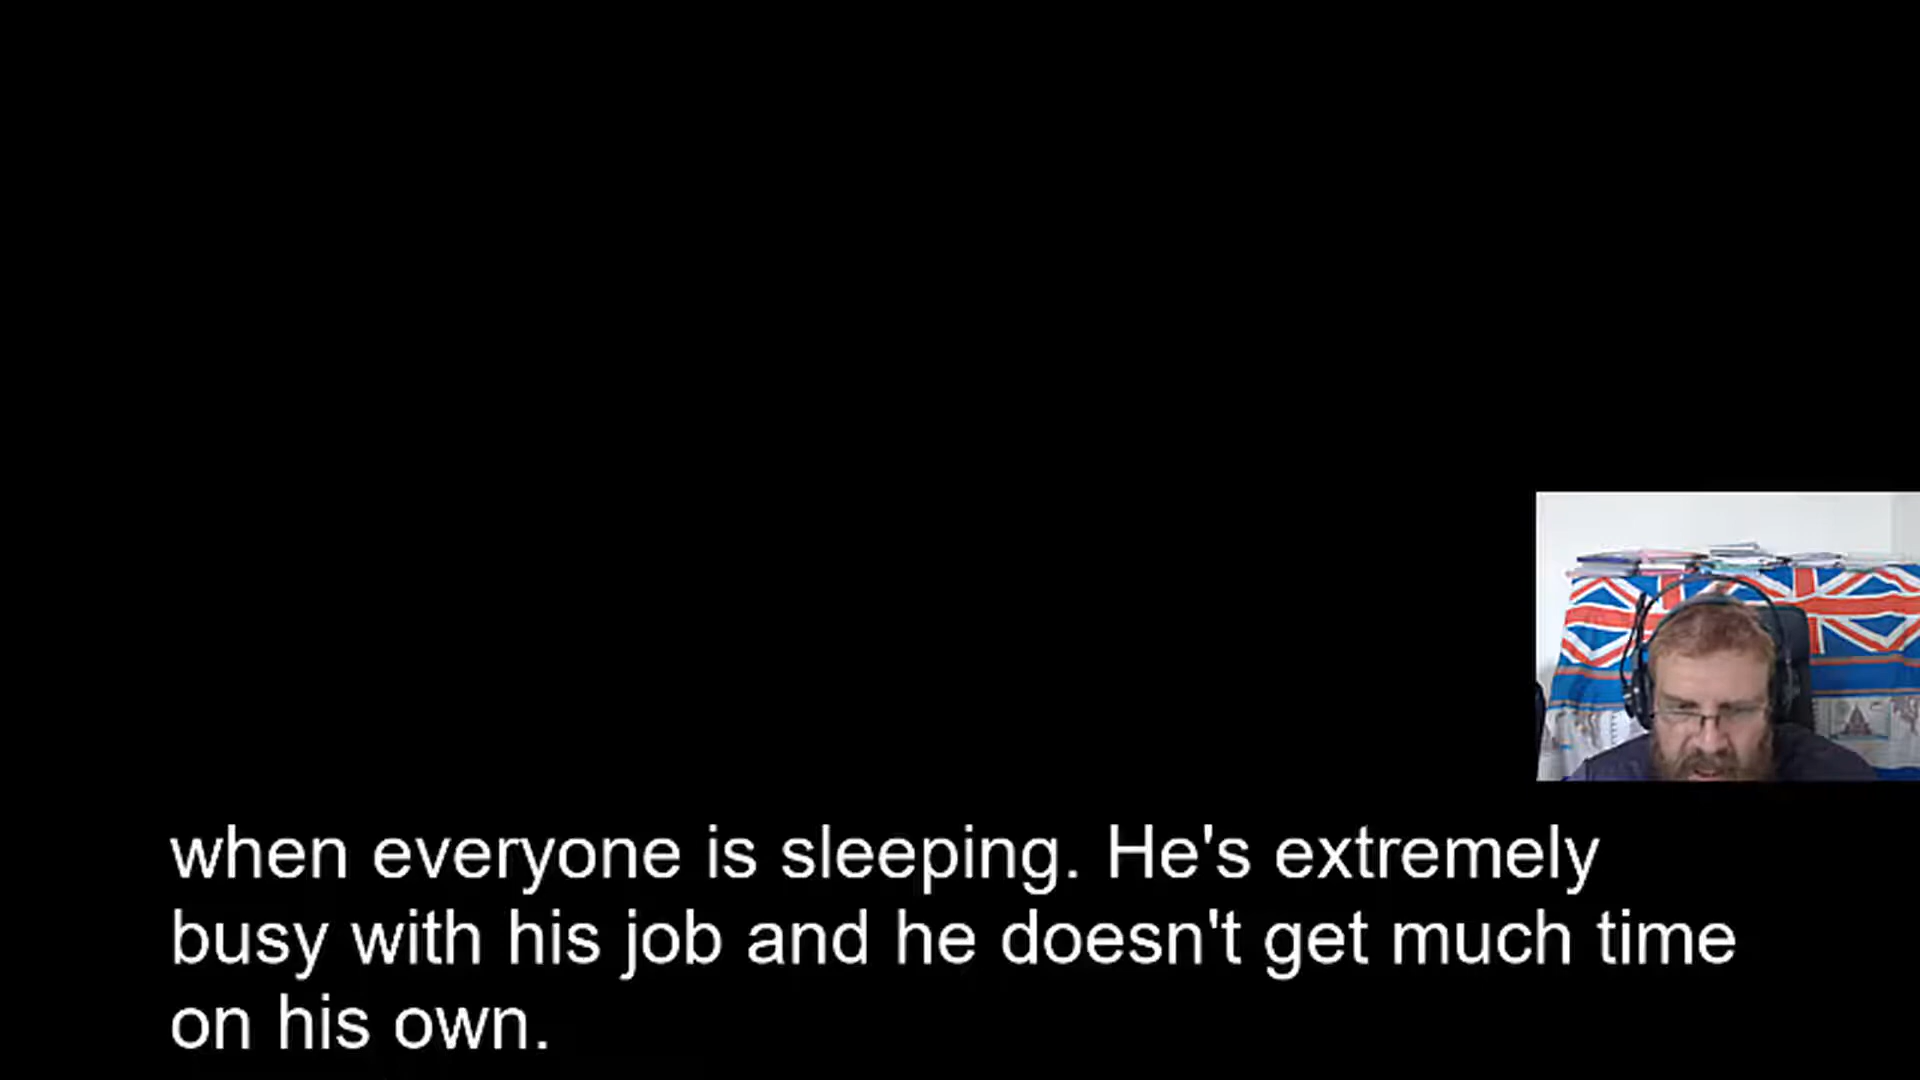 when everyone is sleeping. He's extremely
busy with his job and he doesn't get much time
on his own.